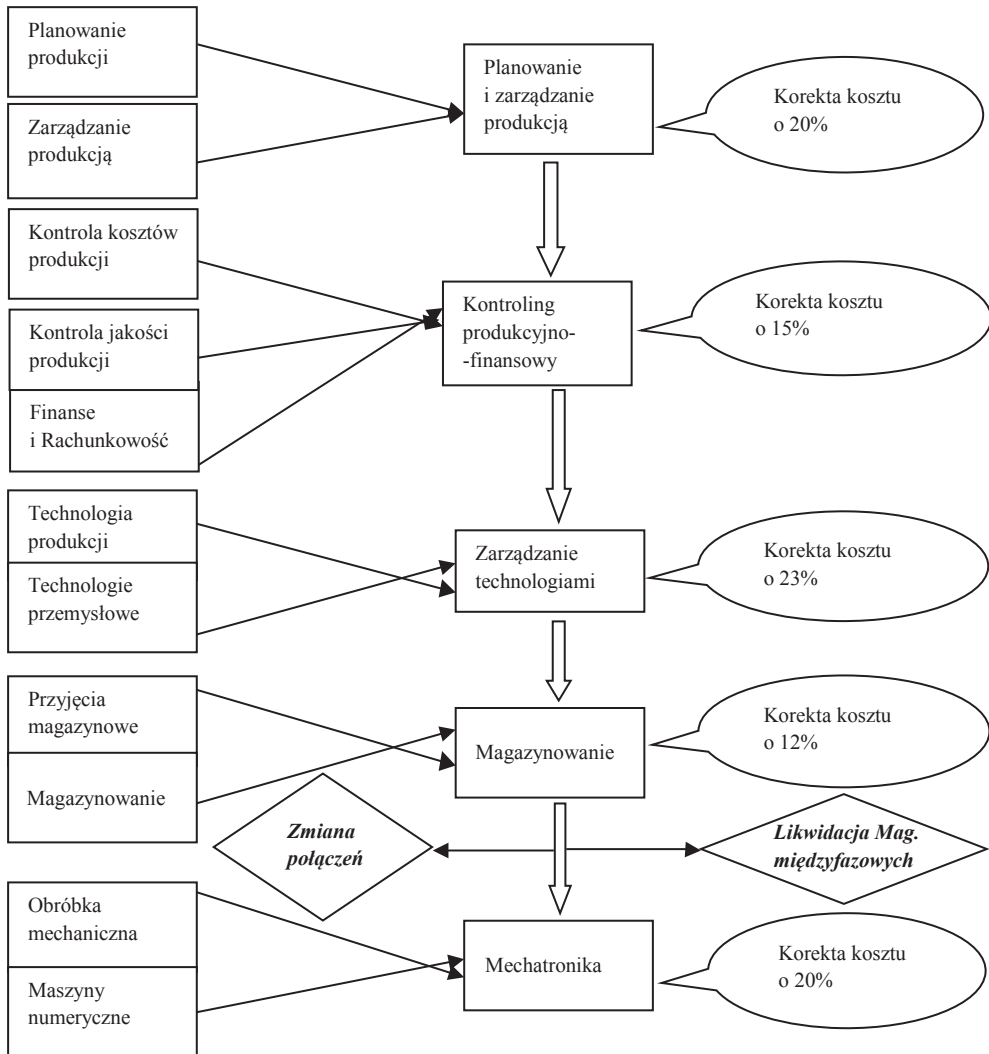 Planowanie
produkcji
Zarządzanie
produkcją
Planowanie
i zarządzanie
produkcją
Korekta kosztu
o 20%
Kontrola kosztów
produkcji
Kontrola jakości
produkcji
Finanse
i Rachunkowość
Kontroling
produkcyjno-
-finansowy
Korekta kosztu
o 15%
Technologia
produkcji
Technologie
przemysłowe
Zarządzanie
technologiami
Korekta kosztu
o 23%
Przyjęcia
magazynowe
Magazynowanie
Magazynowanie
Korekta kosztu
o 12%
Zmiana
połączeń
Likwidacja Mag.
międzyfazowych
Obróbka
mechaniczna
Maszyny
numeryczne
Mechatronika
Korekta kosztu
o 20%